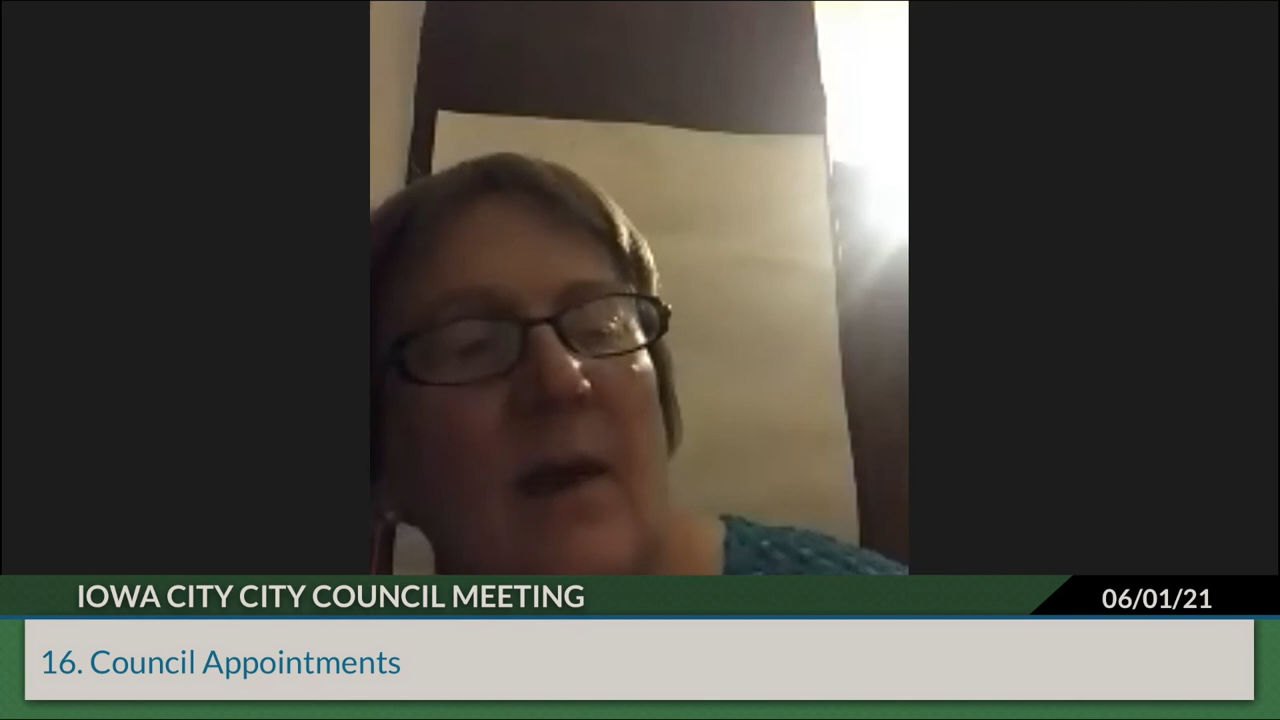 IOWA CITY CITY COUNCIL MEETING
06/01/21
16. Council Appointments